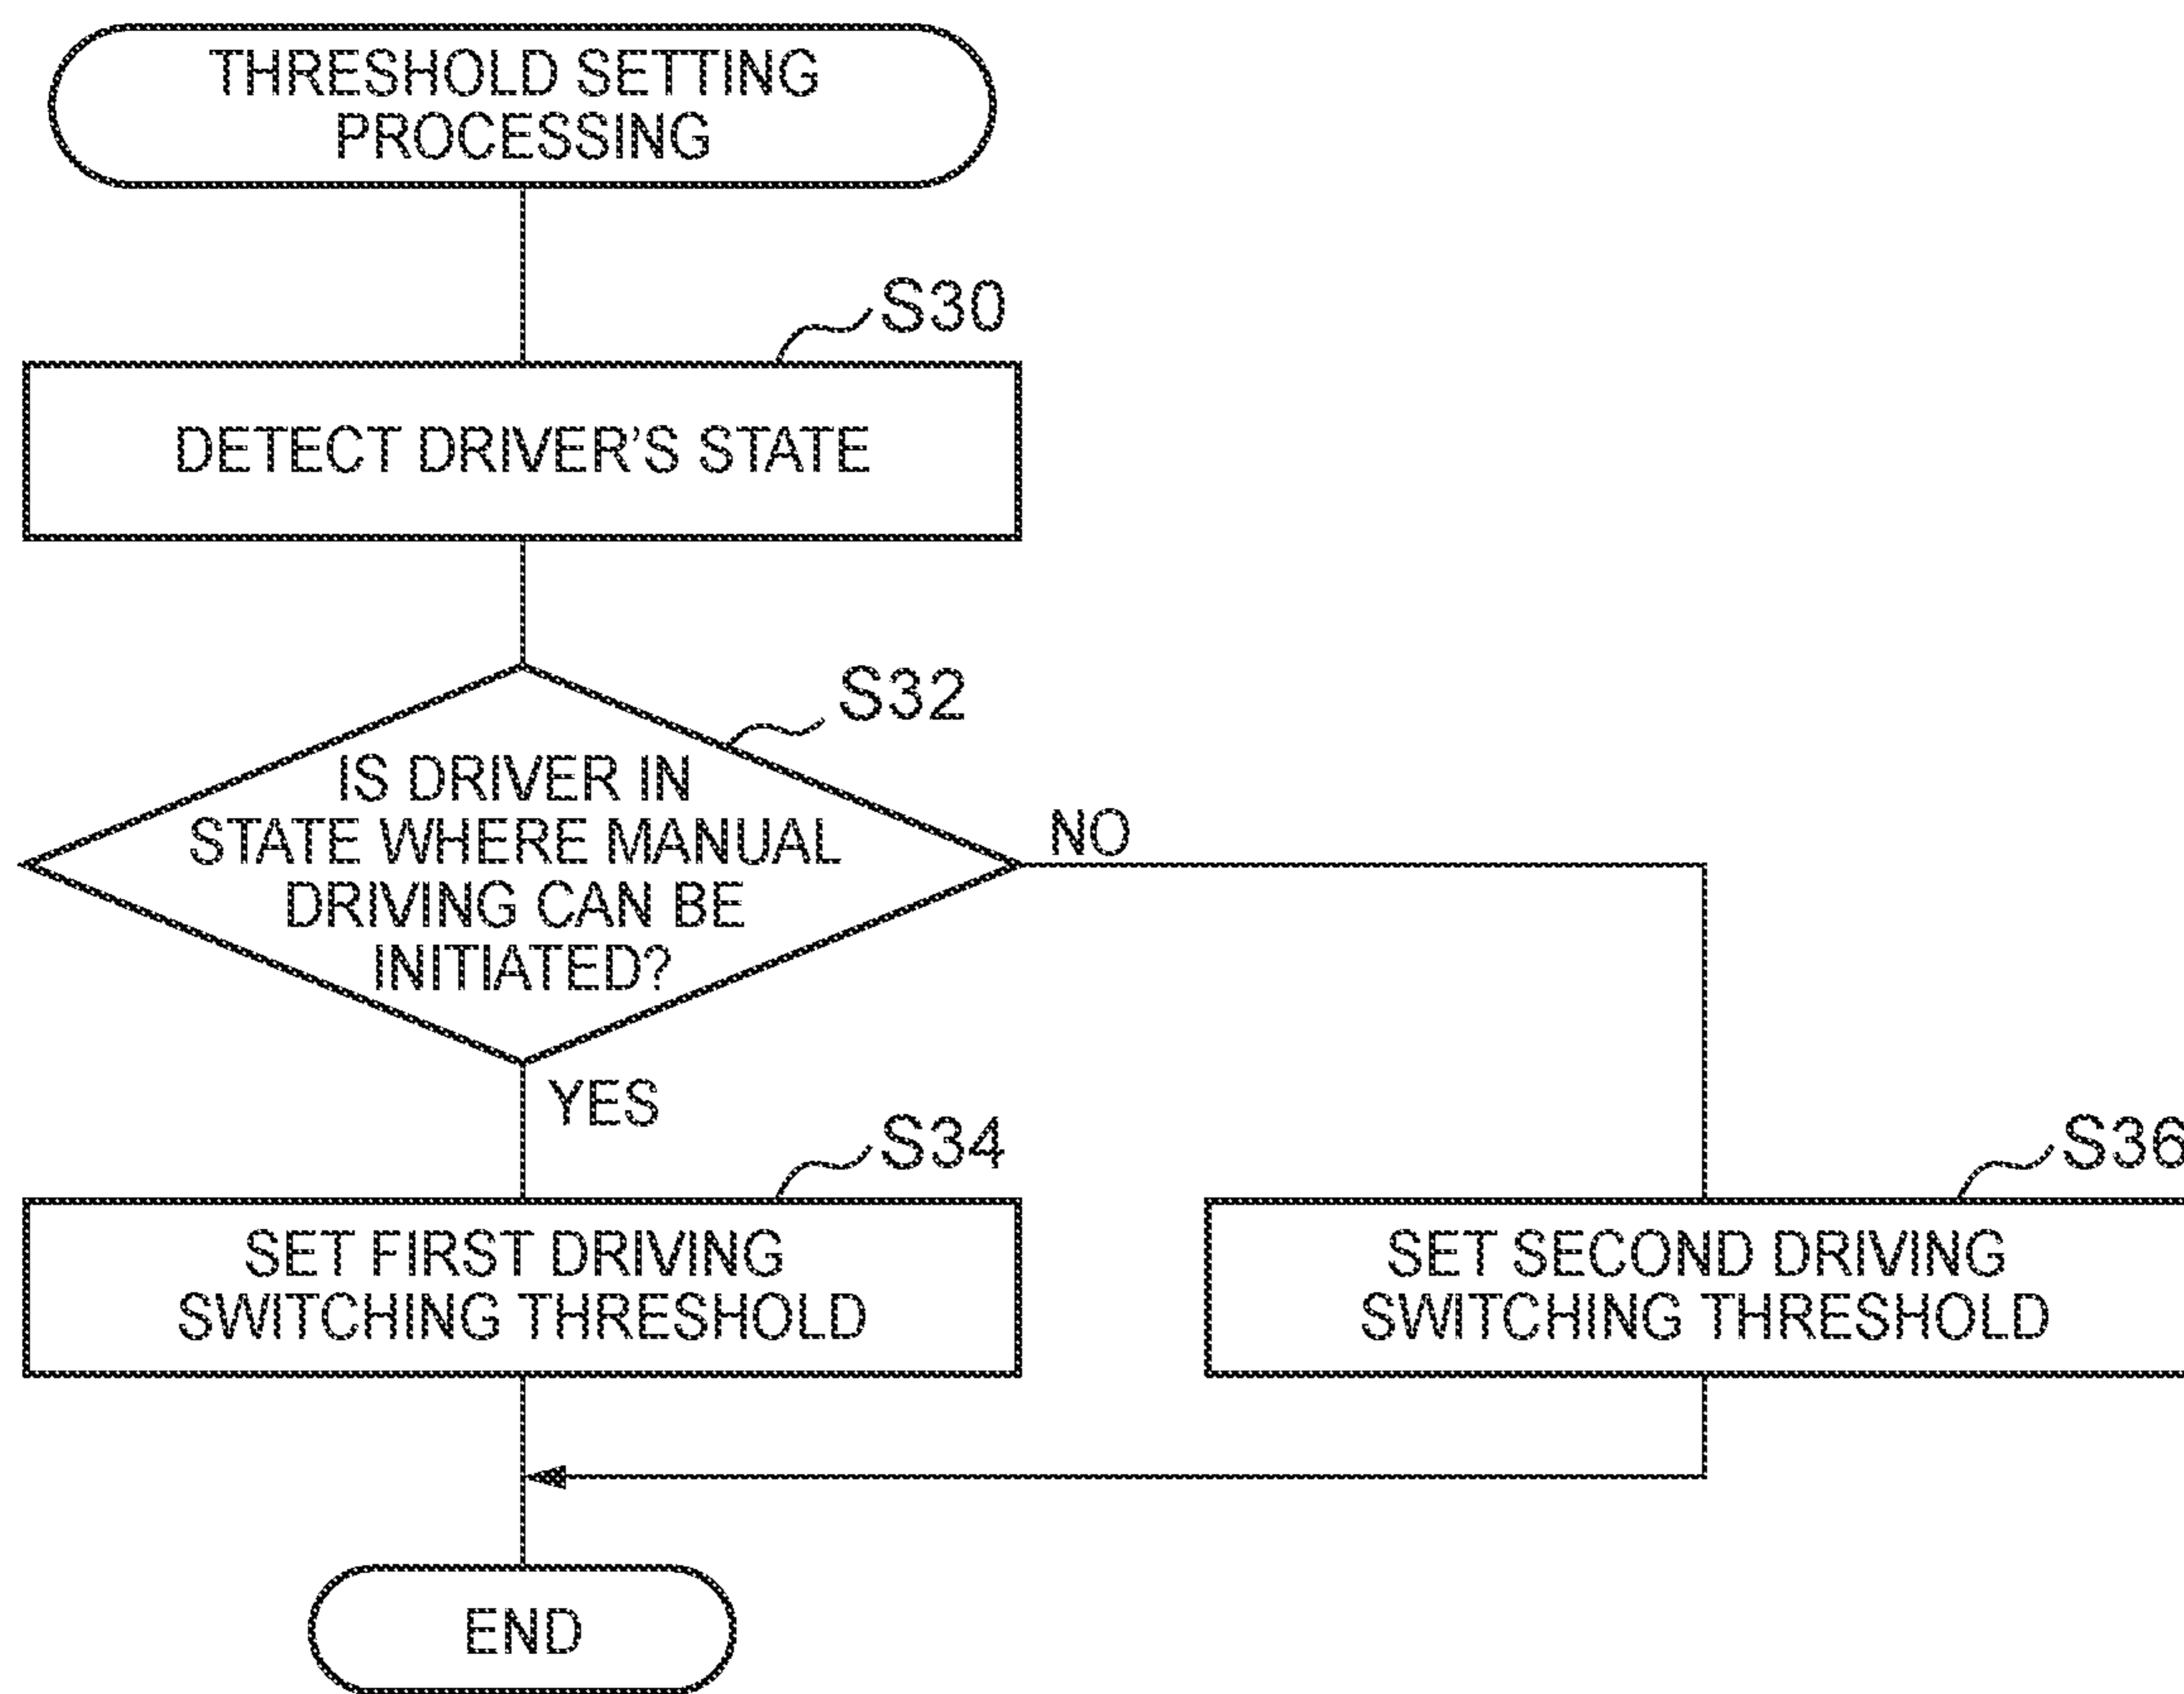 THRESHOLD SETTING
PROCESSING
S30
DETECT DRIVER'S STATE
S32
IS DRIVER IN
STATE WHERE MANUAL
DRIVING CAN BE
INITIATED?
NO
YES
S34
SET FIRST DRIVING
SWITCHING THRESHOLD
S36
SET SECOND DRIVING
SWITCHING THRESHOLD
END